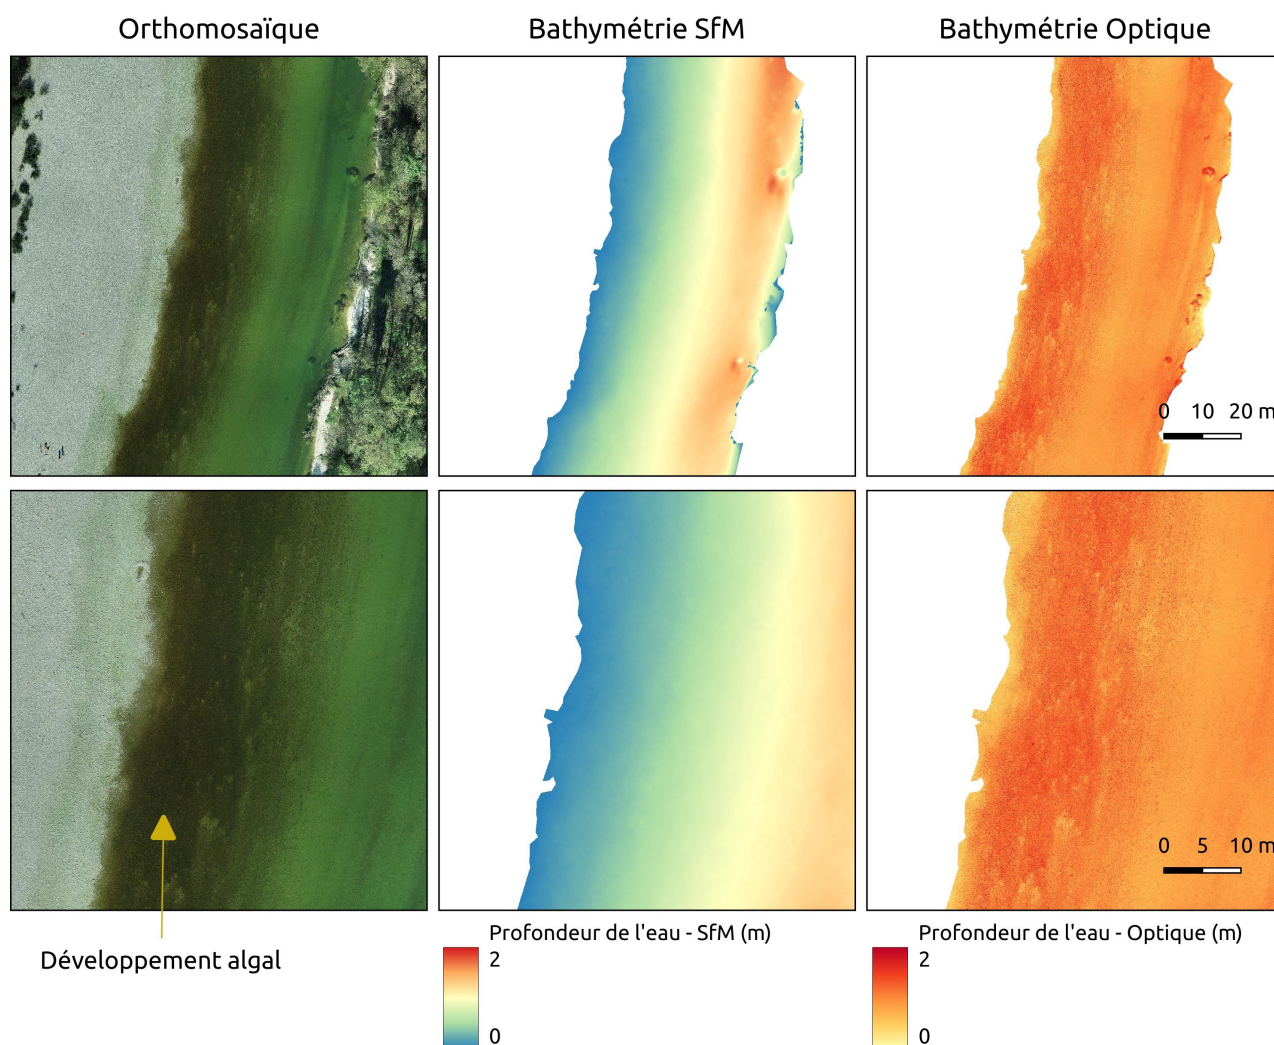 Orthomosaïque
Bathymétrie SfM
Bathymétrie Optique
0 10 20 m
0 5 10 m
Développement algal
Profondeur de l'eau - SfM (m)
2
0
Profondeur de l'eau - Optique (m)
2
0